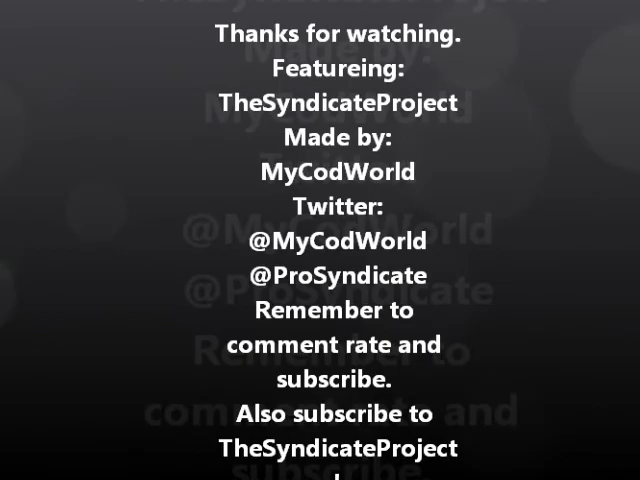 Thanks for watching.
Featureing:
TheSyndicateProject
Made by:
MyCodWorld
Twitter:
@MyCodWorld
@ProSyndicate
Remember to
comment rate and
subscribe.
Also subscribe to
TheSyndicateProject